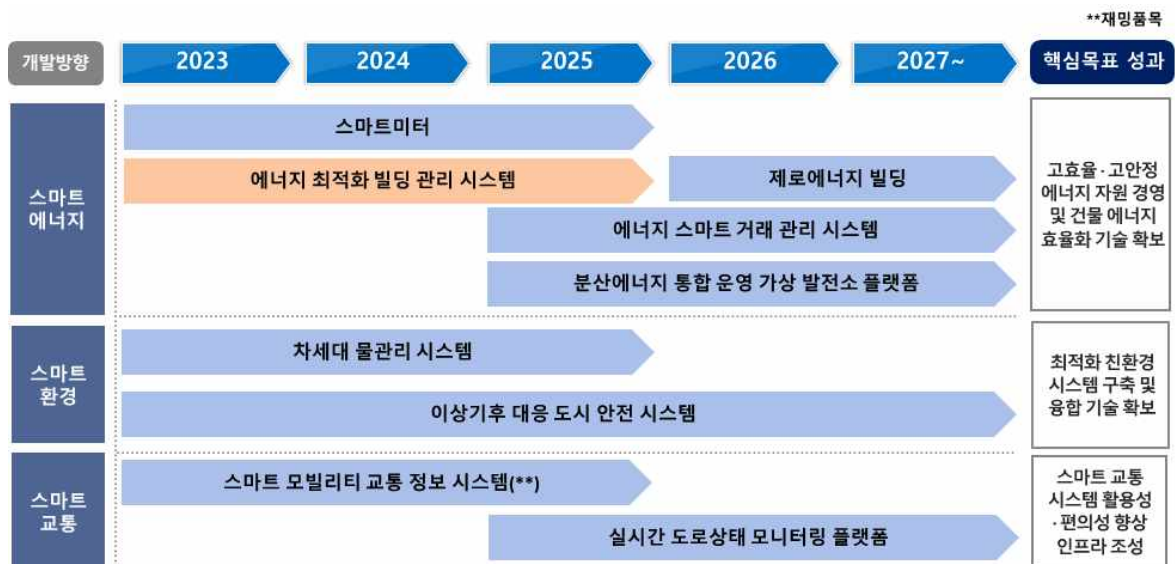 **재밍품목
개발방향 2023 2024 2025 2026 2027~ 핵심목표 성과
스마트
에너지
스마트미터
에너지 최적화 빌딩 관리 시스템
제로에너지 빌딩
에너지 스마트 거래 관리 시스템
분산에너지 통합 운영 가상 발전소 플랫폼
고효율·고안정
에너지 자원 경영
및 건물 에너지
효율화 기술 확보
스마트
환경
차세대 물관리 시스템
이상기후 대응 도시 안전 시스템
최적화 친환경
시스템 구축 및
융합 기술 확보
스마트
교통
스마트 모빌리티 교통 정보 시스템(**)
실시간 도로상태 모니터링 플랫폼
스마트 교통
시스템 활용성
·편의성 향상
인프라 조성